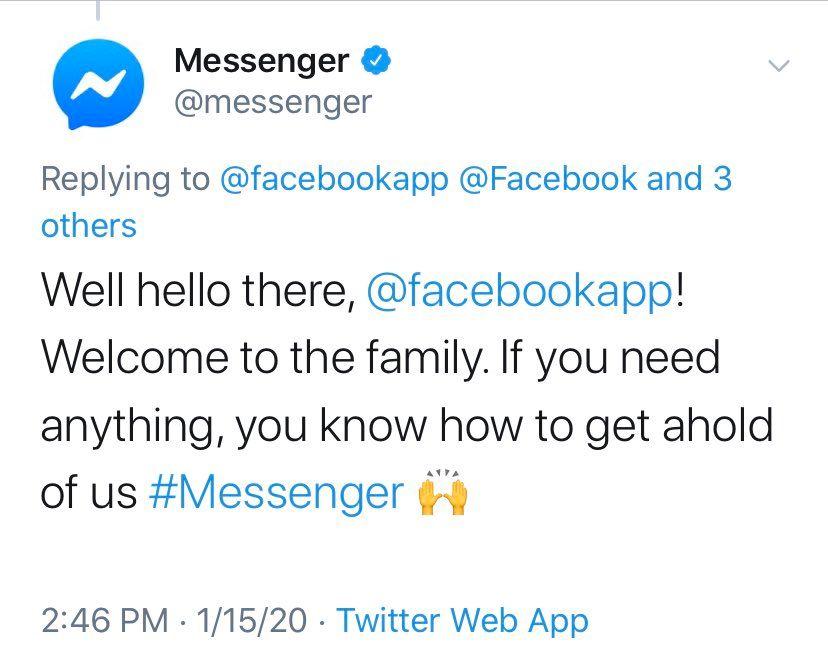 Messenger
@messenger
Replying to @facebookapp @Facebook and 3
others
Well hello there, @facebookapp!
Welcome to the family. If you need
anything, you know how to get ahold
of us #Messenger 🙌
2:46 PM · 1/15/20 · Twitter Web App